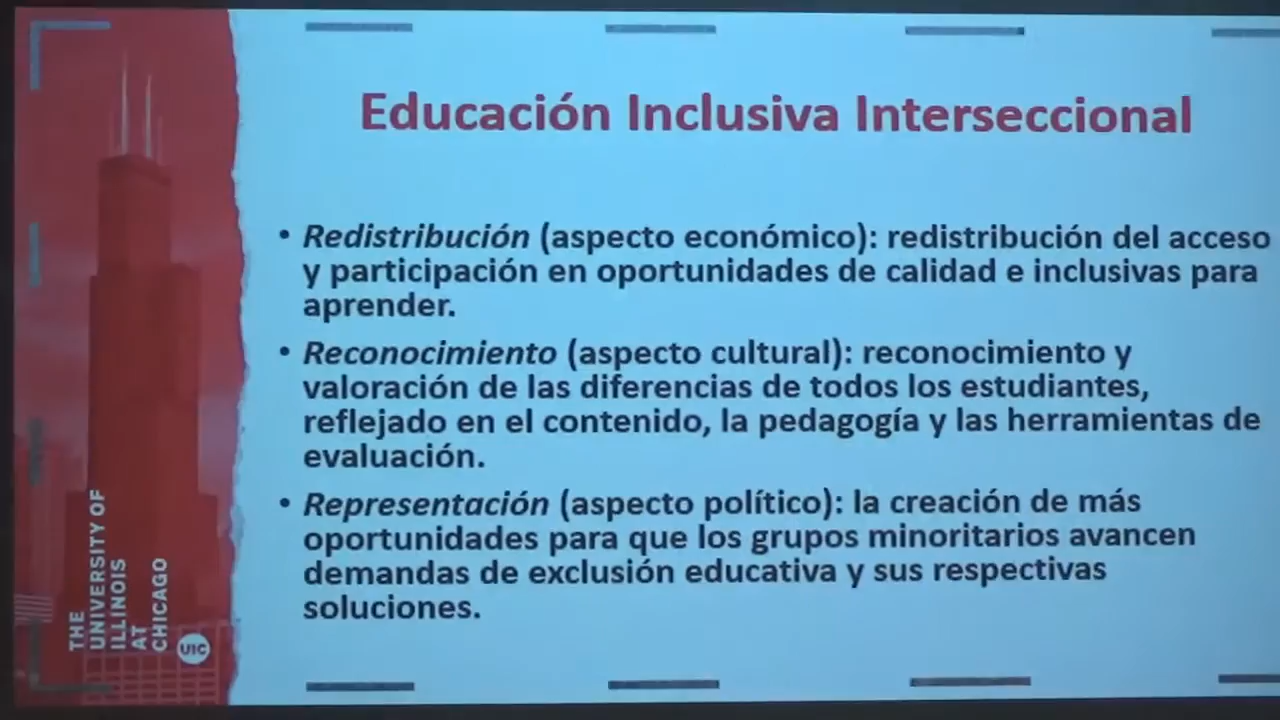 Educación Inclusiva Interseccional
• Redistribución (aspecto económico): redistribución del acceso
y participación en oportunidades de calidad e inclusivas para
aprender.
• Reconocimiento (aspecto cultural): reconocimiento y
valoración de las diferencias de todos los estudiantes,
reflejado en el contenido, la pedagogía y las herramientas de
evaluación.
• Representación (aspecto político): la creación de más
oportunidades para que los grupos minoritarios avancen
demandas de exclusión educativa y sus respectivas
soluciones.
THE
UNIVERSITY OF
ILLINOIS
AT
CHICAGO
UIC